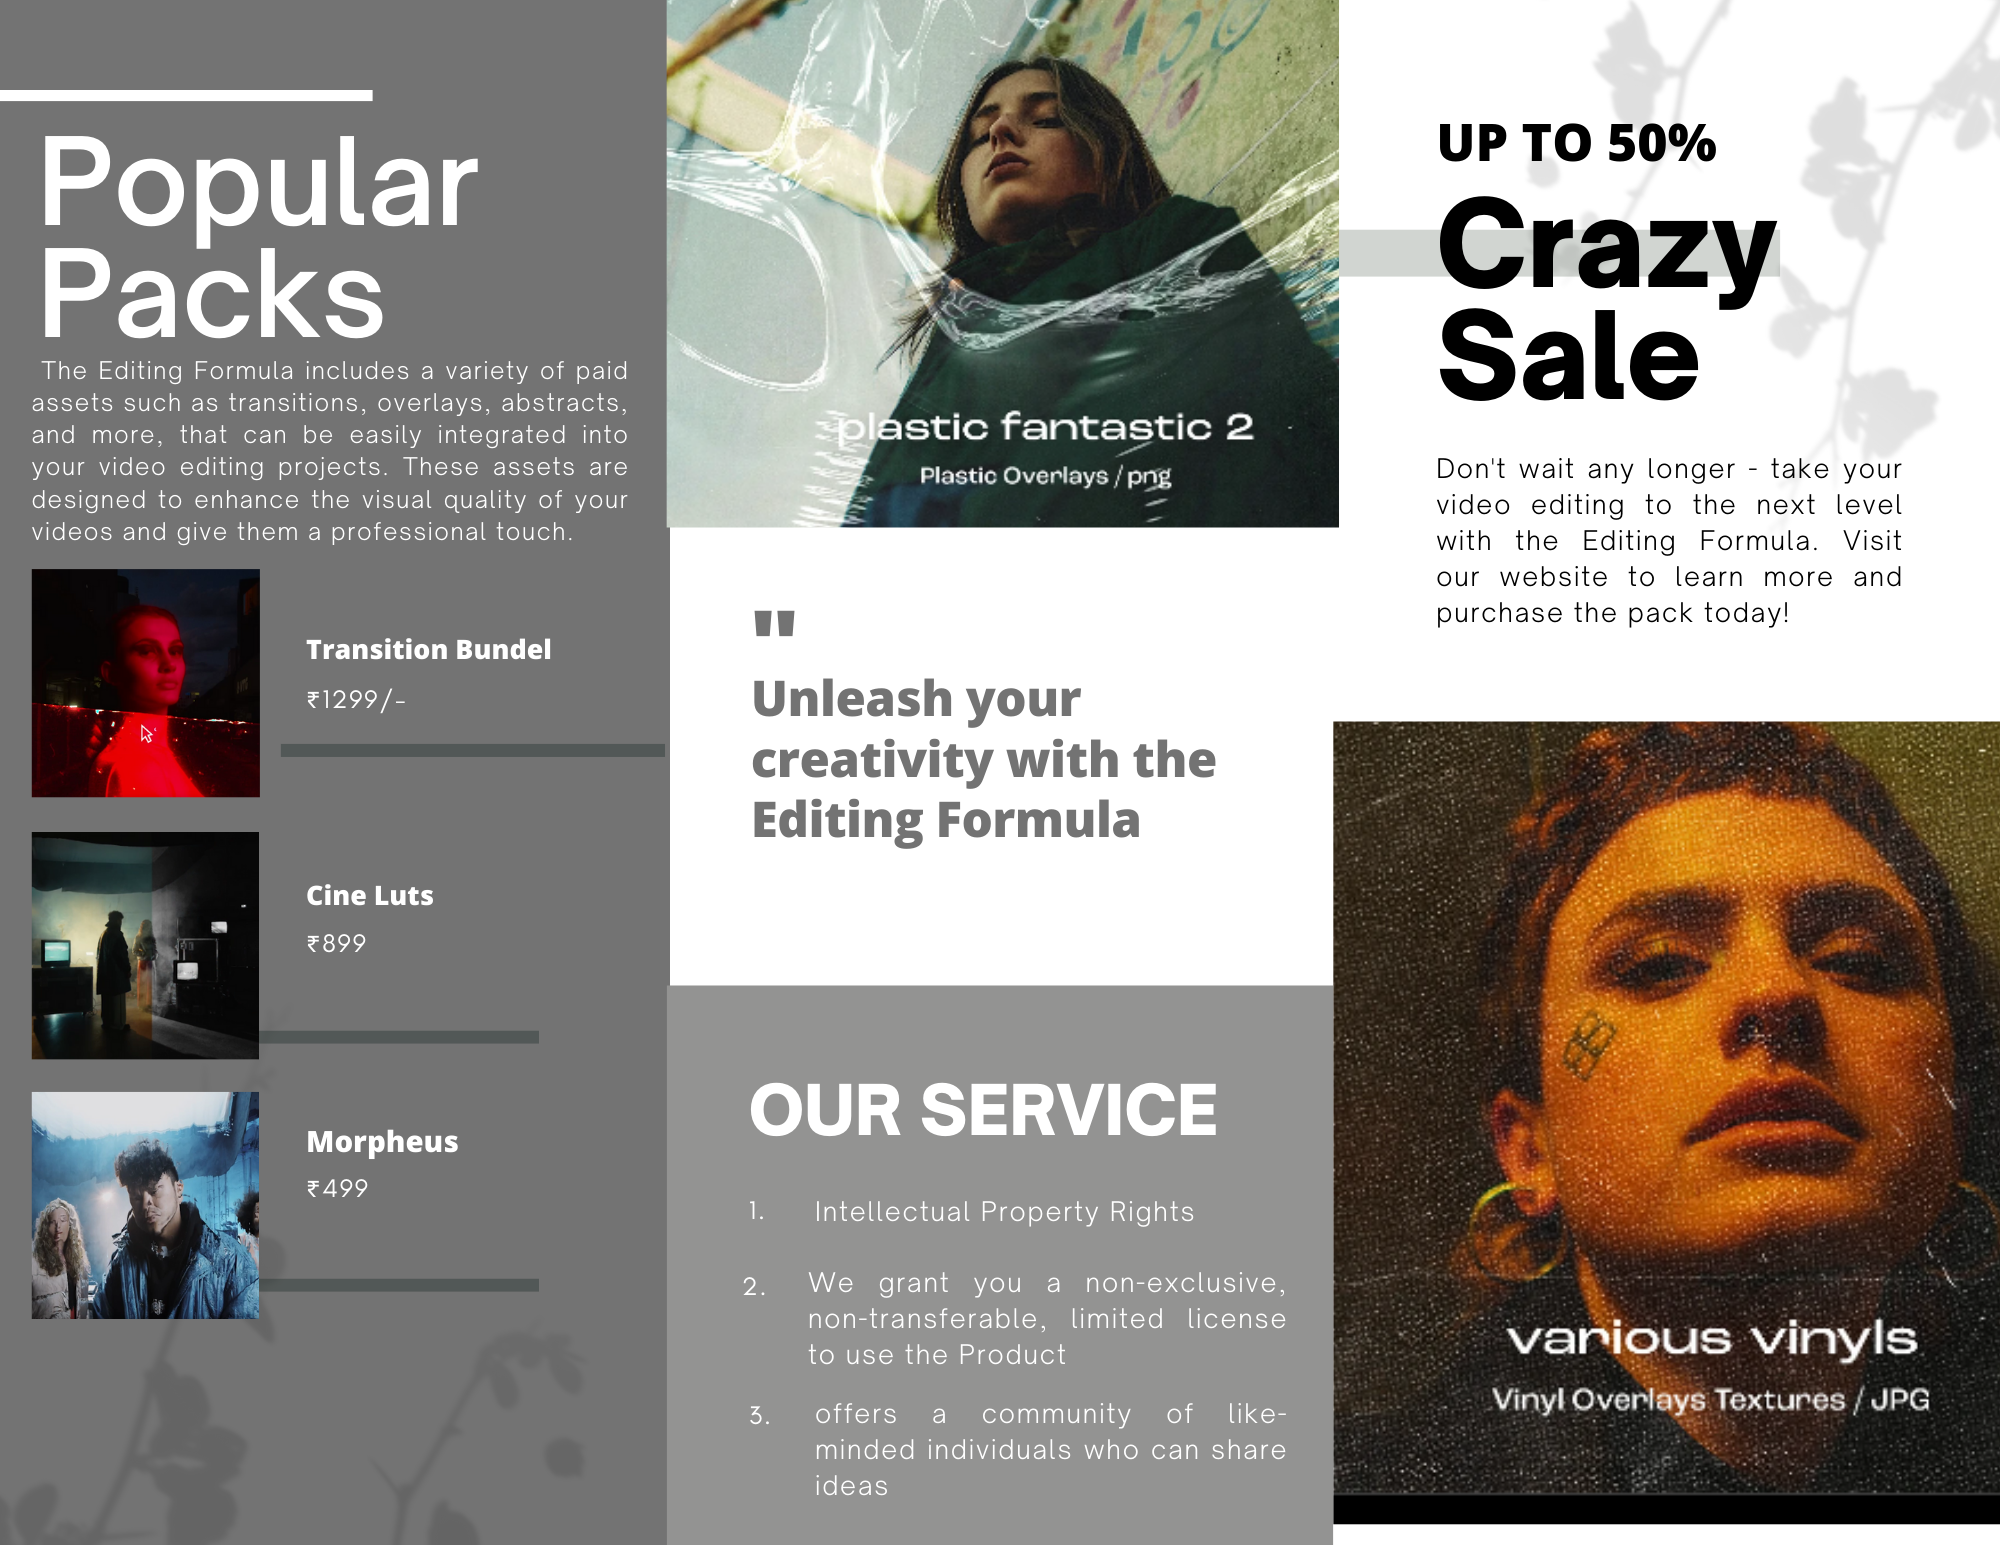 Popular
Packs
The Editing Formula includes a variety of paid
assets such as transitions, overlays, abstracts,
and more, that can be easily integrated into
your video editing projects. These assets are
designed to enhance the visual quality of your
videos and give them a professional touch.
Transition Bundel
₹1299/-
Cine Luts
₹899
Morpheus
₹499
plastic fantastic 2
Plastic Overlays / png
"
Unleash your
creativity with the
Editing Formula
OUR SERVICE
1. Intellectual Property Rights
2. We grant you a non-exclusive,
non-transferable, limited license
to use the Product
3. offers a community of like-
minded individuals who can share
ideas
UP TO 50%
Crazy
Sale
Don't wait any longer - take your
video editing to the next level
with the Editing Formula. Visit
our website to learn more and
purchase the pack today!
various vinyls
Vinyl Overlays Textures / JPG